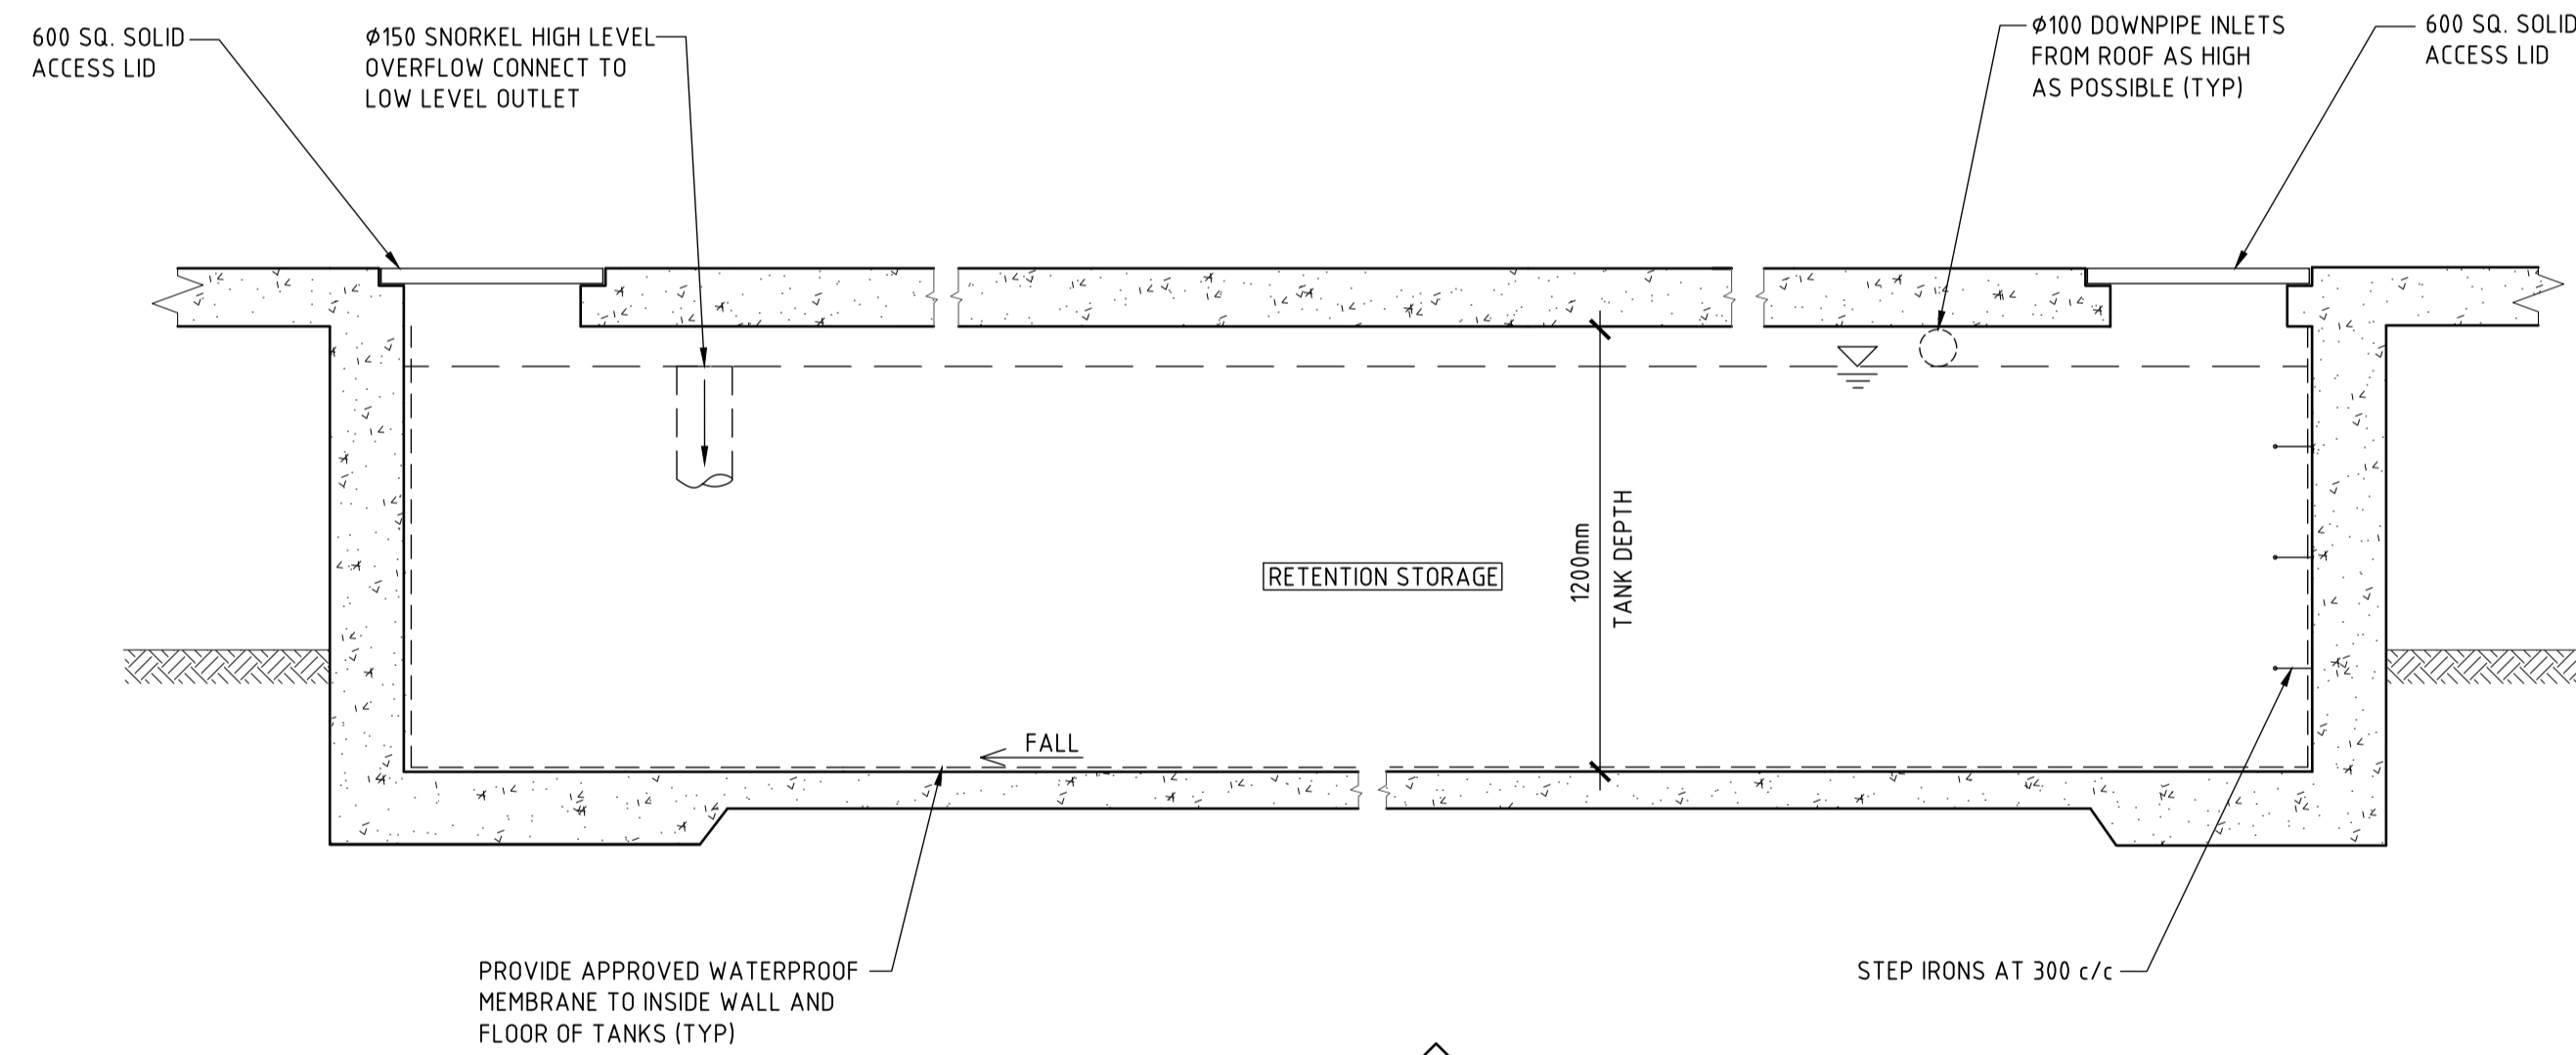 600 SQ. SOLID
ACCESS LID
Ø150 SNORKEL HIGH LEVEL
OVERFLOW CONNECT TO
LOW LEVEL OUTLET
Ø100 DOWNPIPE INLETS
FROM ROOF AS HIGH
AS POSSIBLE (TYP)
600 SQ. SOLID
ACCESS LID
1200mm
TANK DEPTH
RETENTION STORAGE
FALL
PROVIDE APPROVED WATERPROOF
MEMBRANE TO INSIDE WALL AND
FLOOR OF TANKS (TYP)
STEP IRONS AT 300 c/c